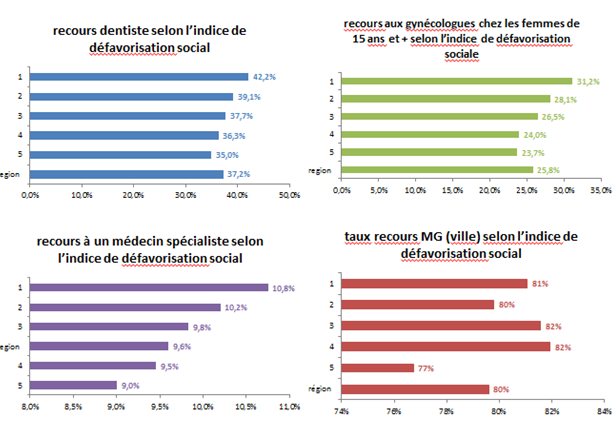 recours dentiste selon l'indice de
défavorisation social
1 42,2%
2 39,1%
3 37,7%
4 36,3%
5 35,0%
egion 37,2%
0,0% 10,0% 20,0% 30,0% 40,0% 50,0%
recours aux gynécologues chez les femmes de
15 ans et + selon l'indice de défavorisation
sociale
1 31,2%
2 28,1%
3 26,5%
4 24,0%
5 23,7%
region 25,8%
0,0% 5,0% 10,0% 15,0% 20,0% 25,0% 30,0% 35,0%
recours à un médecin spécialiste selon
l'indice de défavorisation social
1 10,8%
2 10,2%
3 9,8%
egion 9,6%
4 9,5%
5 9,0%
8,0% 8,5% 9,0% 9,5% 10,0% 10,5% 11,0%
taux recours MG (ville) selon l'indice de
défavorisation social
1 81%
2 80%
3 82%
4 82%
5 77%
région 80%
74% 76% 78% 80% 82% 84%